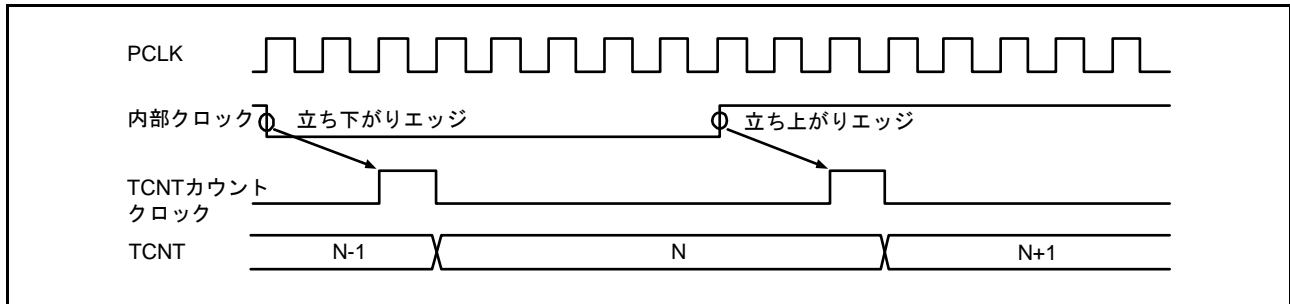 PCLK
内部クロック
立ち下がりエッジ
立ち上がりエッジ
TCNTカウント
クロック
TCNT
N-1
N
N+1